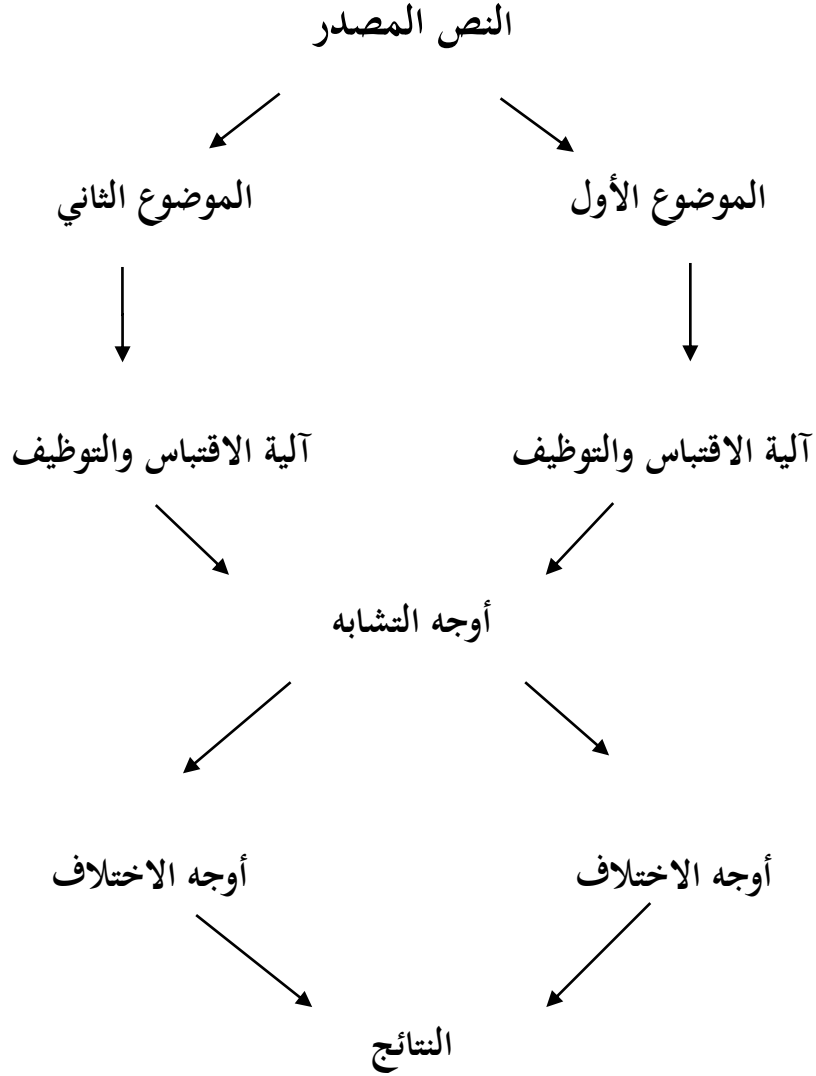 النص المصدر
الموضوع الأول
الموضوع الثاني
آلية الاقتباس والتوظيف
آلية الاقتباس والتوظيف
أوجه التشابه
أوجه الاختلاف
أوجه الاختلاف
النتائج